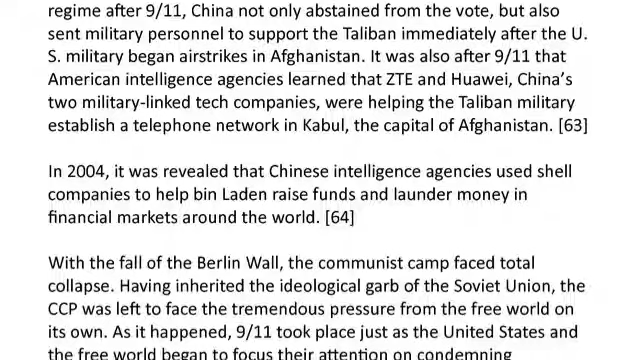 regime after 9/11, China not only abstained from the vote, but also
sent military personnel to support the Taliban immediately after the U.
S. military began airstrikes in Afghanistan. It was also after 9/11 that
American intelligence agencies learned that ZTE and Huawei, China's
two military-linked tech companies, were helping the Taliban military
establish a telephone network in Kabul, the capital of Afghanistan. [63]
In 2004, it was revealed that Chinese intelligence agencies used shell
companies to help bin Laden raise funds and launder money in
financial markets around the world. [64]
With the fall of the Berlin Wall, the communist camp faced total
collapse. Having inherited the ideological garb of the Soviet Union, the
CCP was left to face the tremendous pressure from the free world on
its own. As it happened, 9/11 took place just as the United States and
the free world began to focus their attention on condemning